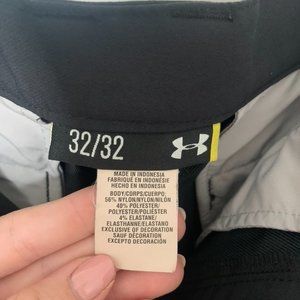 32/32
MADE IN INDONESIA
FABRIQUÉ EN INDONÉSIE
HECHO EN INDONESIA
BODY/CORPS/CUERPO:
56% NYLON/NYLON/NILÓN
40% POLYESTER/
POLYESTER/POLIÉSTER
4% ELASTANE/
ELASTHANNE/ELASTANO
EXCLUSIVE OF DECORATION
SAUF DÉCORATION
EXCEPTO DECORACIÓN